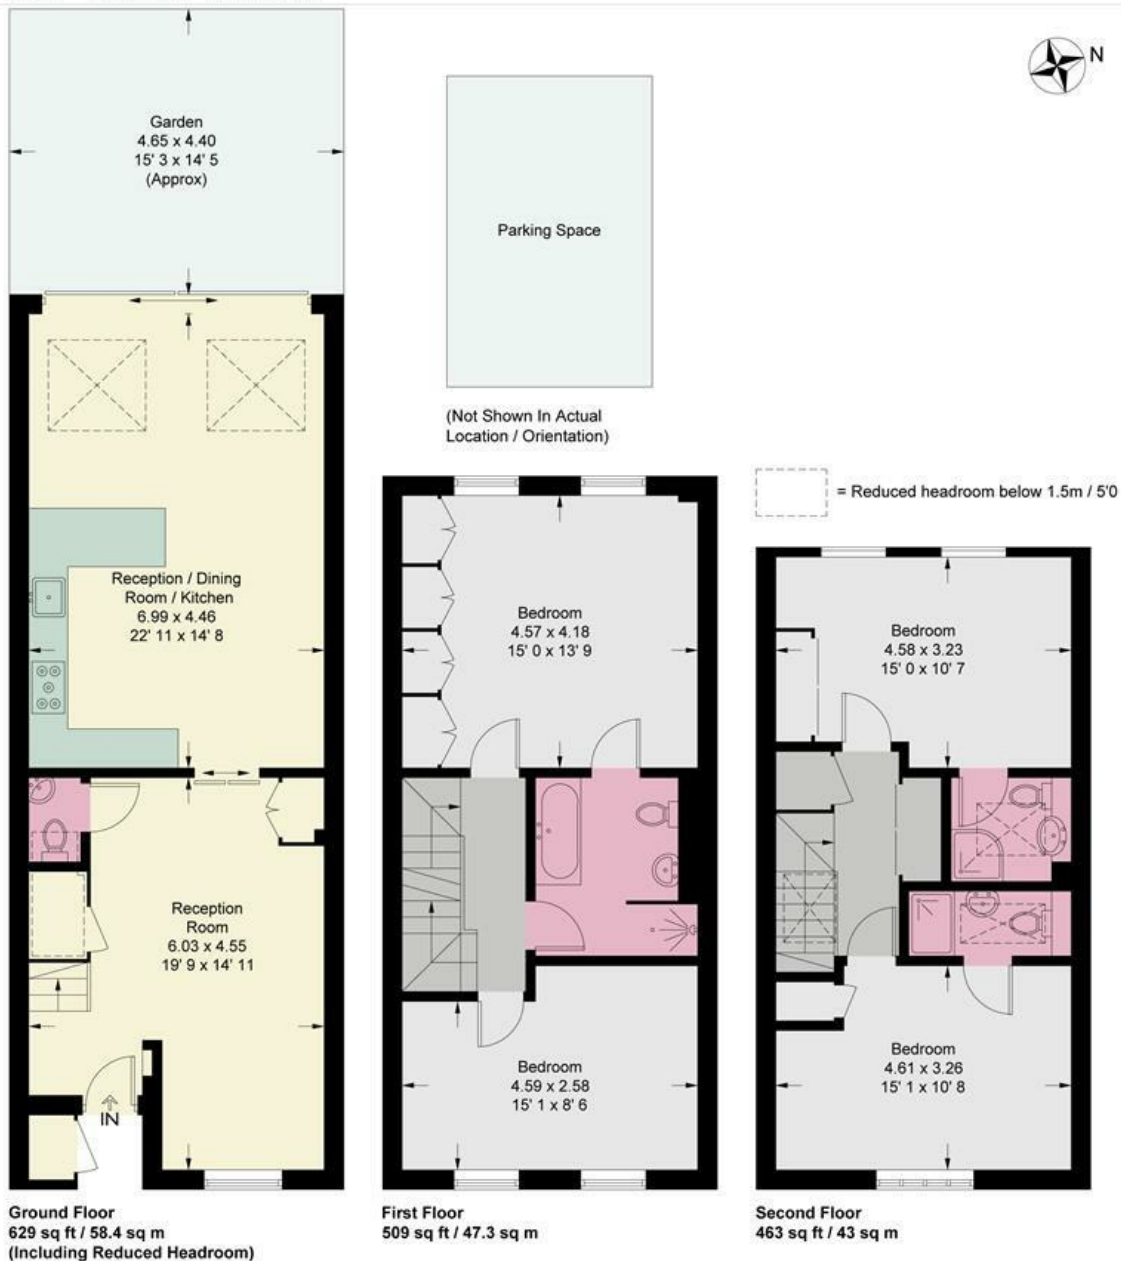 N
Garden
4.65 x 4.40
15' 3 x 14' 5
(Approx)
Parking Space
(Not Shown In Actual
Location / Orientation)
= Reduced headroom below 1.5m / 5'0
Reception / Dining
Room / Kitchen
6.99 x 4.46
22' 11 x 14' 8
Bedroom
4.57 x 4.18
15' 0 x 13' 9
Bedroom
4.58 x 3.23
15' 0 x 10' 7
Reception
Room
6.03 x 4.55
19' 9 x 14' 11
IN
Bedroom
4.59 x 2.58
15' 1 x 8' 6
Bedroom
4.61 x 3.26
15' 1 x 10' 8
Ground Floor
629 sq ft / 58.4 sq m
(Including Reduced Headroom)
First Floor
509 sq ft / 47.3 sq m
Second Floor
463 sq ft / 43 sq m